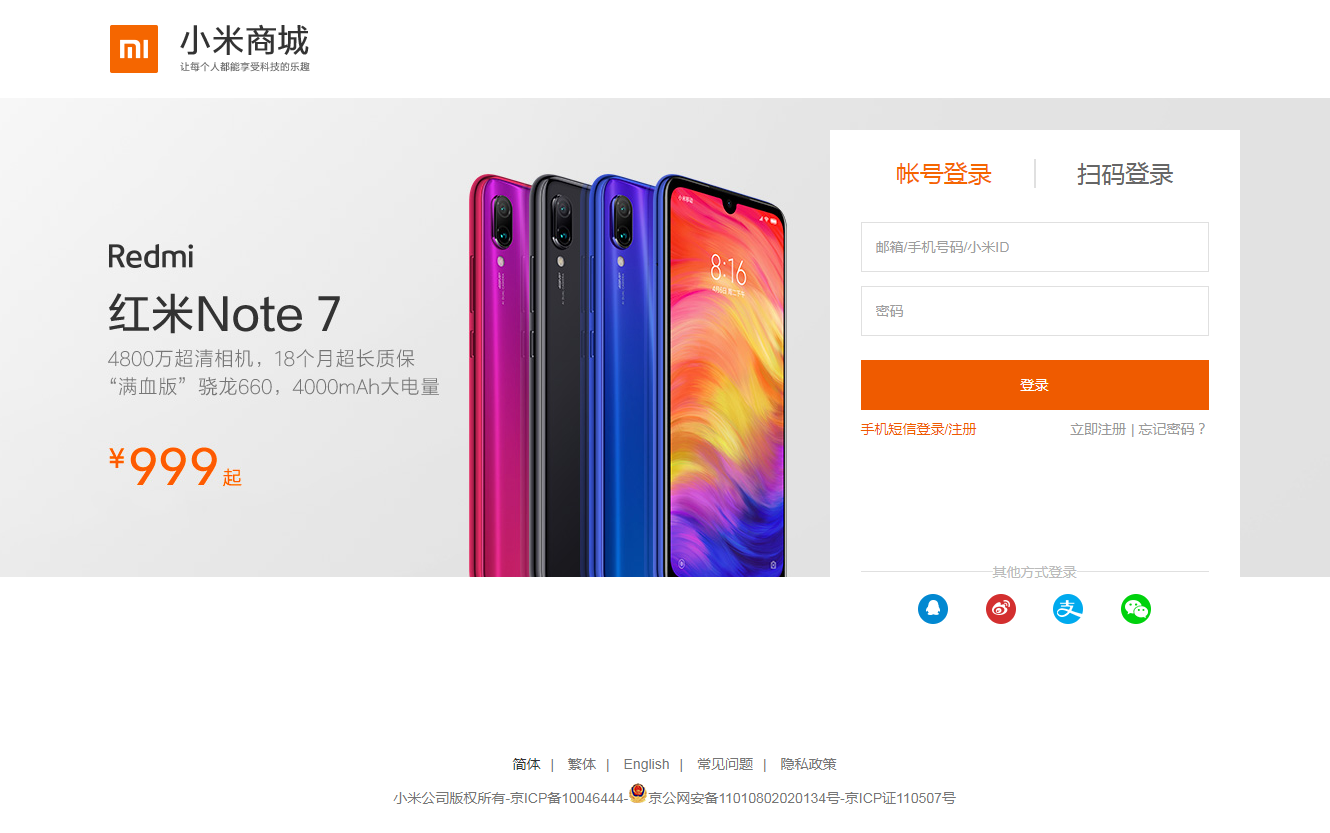 小米商城
让每个人都能享受科技的乐趣
帐号登录
扫码登录
邮箱/手机号码/小米ID
密码
登录
手机短信登录/注册
立即注册 | 忘记密码？
其他方式登录
Redmi
红米Note 7
4800万超清相机，18个月超长质保
“满血版”骁龙660，4000mAh大电量
¥999起
8:16
简体 | 繁体 | English | 常见问题 | 隐私政策
小米公司版权所有-京ICP备10046444-京公网安备11010802020134号-京ICP证110507号